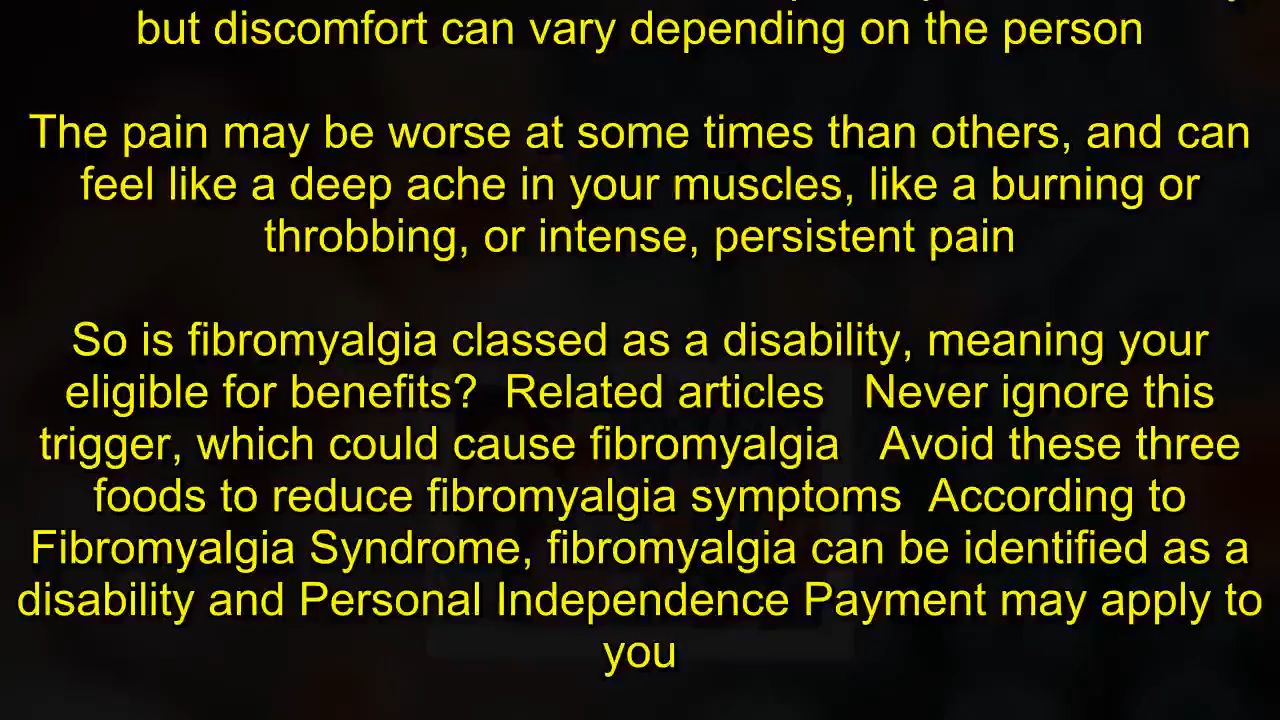 but discomfort can vary depending on the person
The pain may be worse at some times than others, and can
feel like a deep ache in your muscles, like a burning or
throbbing, or intense, persistent pain
So is fibromyalgia classed as a disability, meaning your
eligible for benefits?  Related articles   Never ignore this
trigger, which could cause fibromyalgia   Avoid these three
foods to reduce fibromyalgia symptoms  According to
Fibromyalgia Syndrome, fibromyalgia can be identified as a
disability and Personal Independence Payment may apply to
you